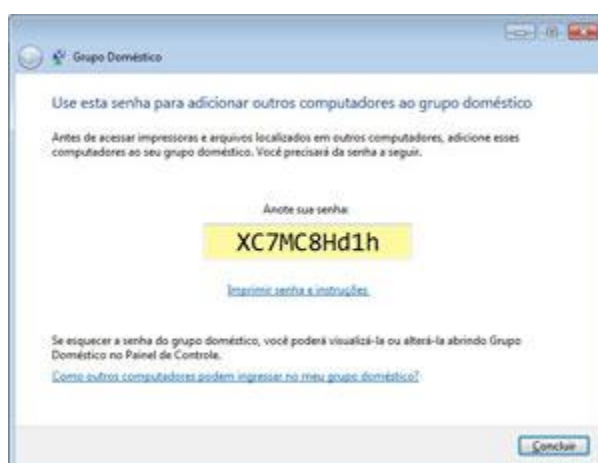 Grupo Doméstico
Use esta senha para adicionar outros computadores ao grupo doméstico
Antes de acessar impressoras e arquivos localizados em outros computadores, adicione esses
computadores ao seu grupo doméstico. Você precisará da senha a seguir.
Anote sua senha:
XC7MC8Hd1h
Imprimir senha e instruções
Se esquecer a senha do grupo doméstico, você poderá visualizá-la ou alterá-la abrindo Grupo
Doméstico no Painel de Controle.
Como outros computadores podem ingressar no meu grupo doméstico?
Concluir